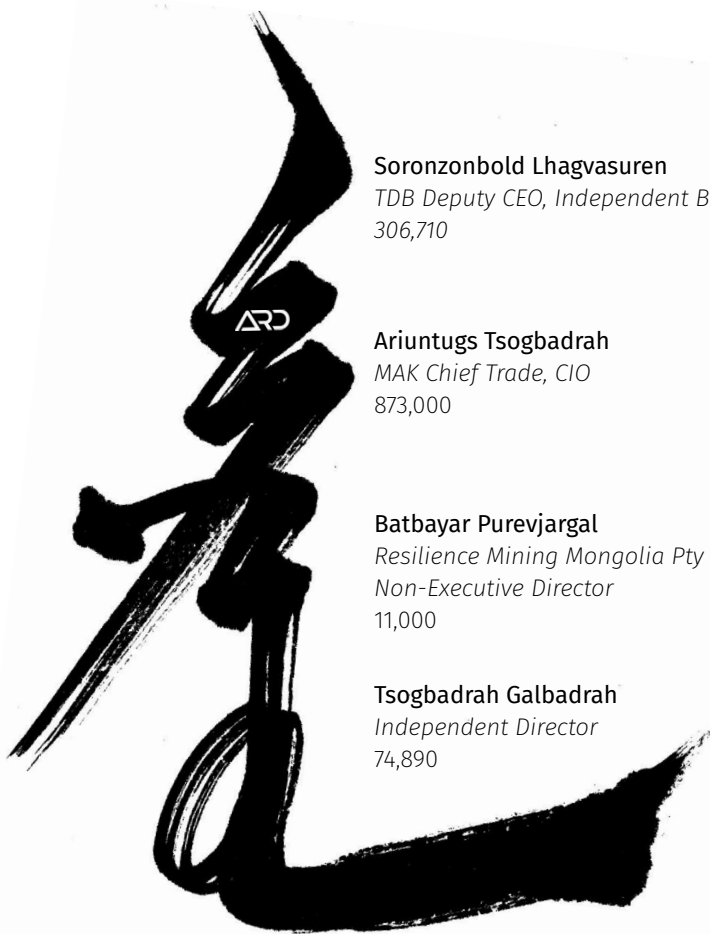 Soronzonbold Lhagvasuren
TDB Deputy CEO, Independent B
306,710
ARD
Ariuntugs Tsogbadrah
MAK Chief Trade, CIO
873,000
Batbayar Purevjargal
Resilience Mining Mongolia Pty
Non-Executive Director
11,000
Tsogbadrah Galbadrah
Independent Director
74,890